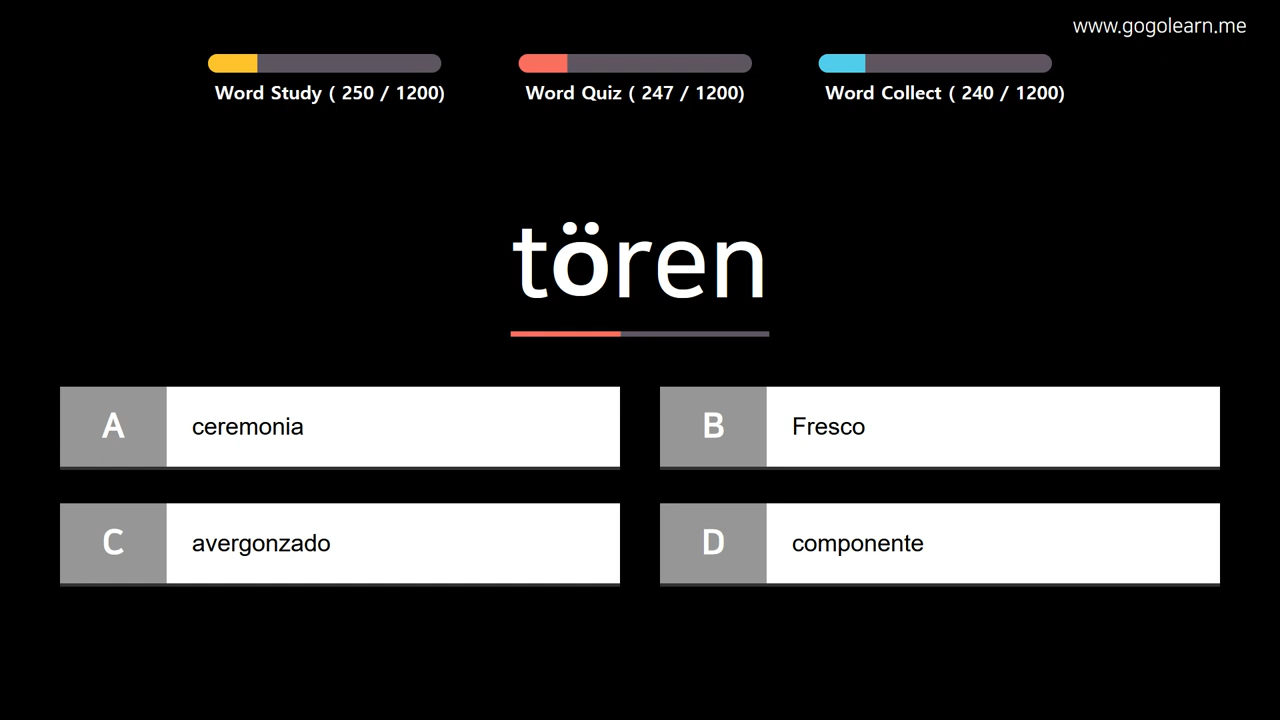 www.gogolearn.me
Word Study ( 250 / 1200)
Word Quiz ( 247 / 1200)
Word Collect ( 240 / 1200)
tören
A
ceremonia
B
Fresco
C
avergonzado
D
componente